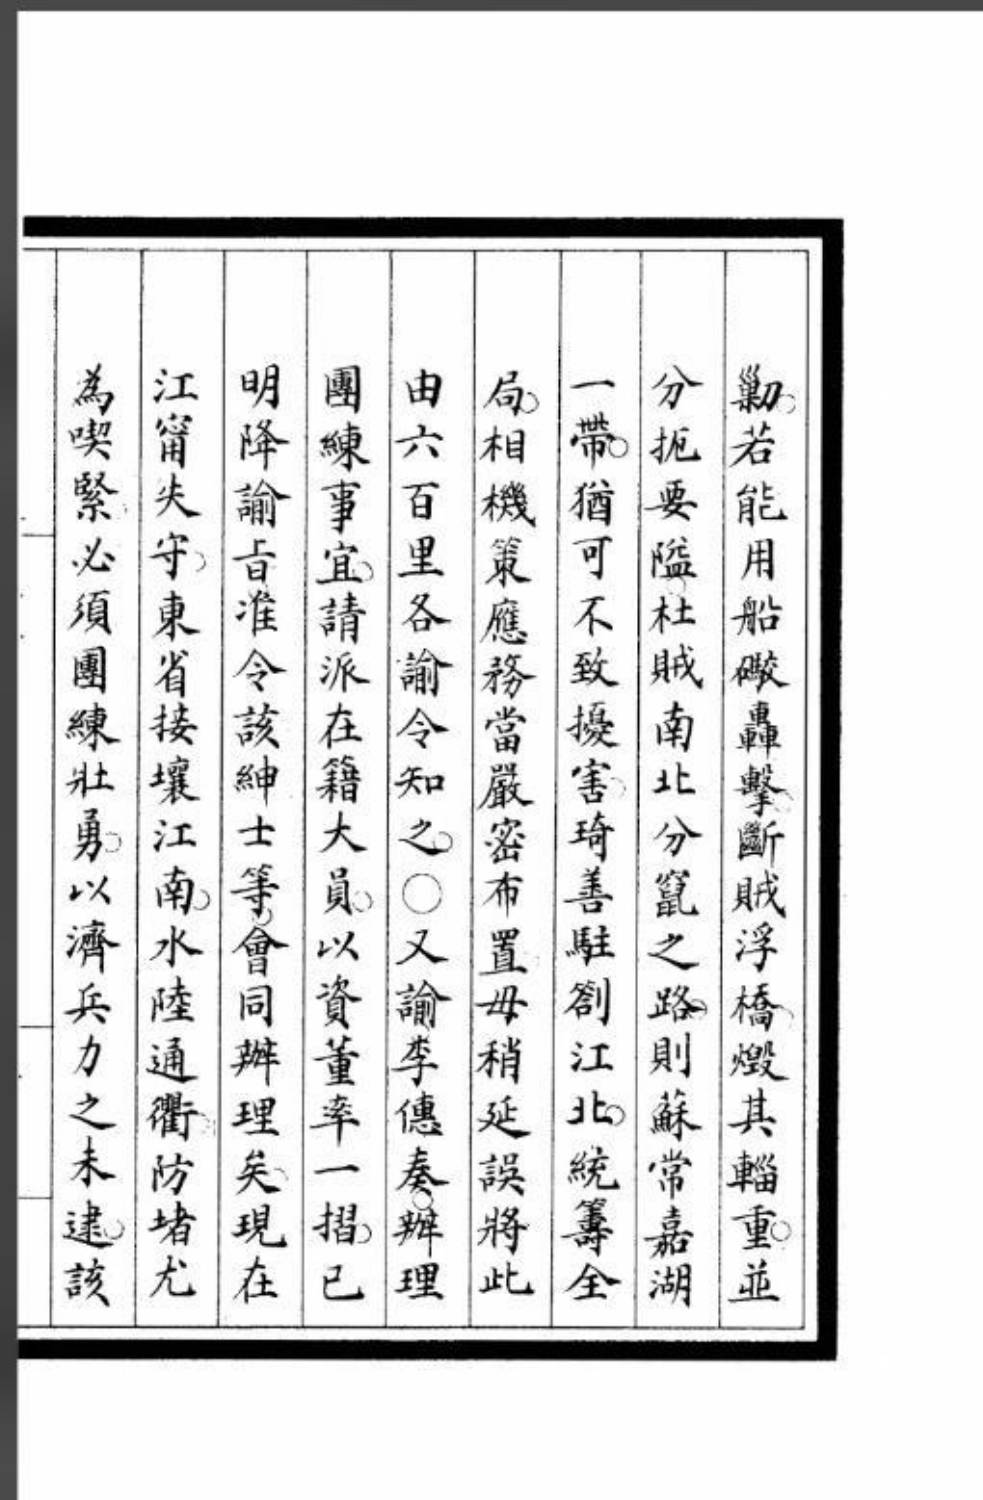 勦。若能用船礮轟擊。斷賊浮橋。燬其輜重。並
分扼要隘。杜賊南北分竄之路。則蘇常嘉湖
一帶。猶可不致擾害。琦善駐劄江北。統籌全
局。相機策應。務當嚴密布置。毋稍延誤。將此
由六百里各諭令知之。○又諭。李僡奏。辦理
團練事宜。請派在籍大員。以資董率一摺。已
明降諭旨。准令該紳士等。會同辦理矣。現在
江甯失守。東省接壤江南。水陸通衢。防堵尤
為喫緊。必須團練壯勇。以濟兵力之未逮。該